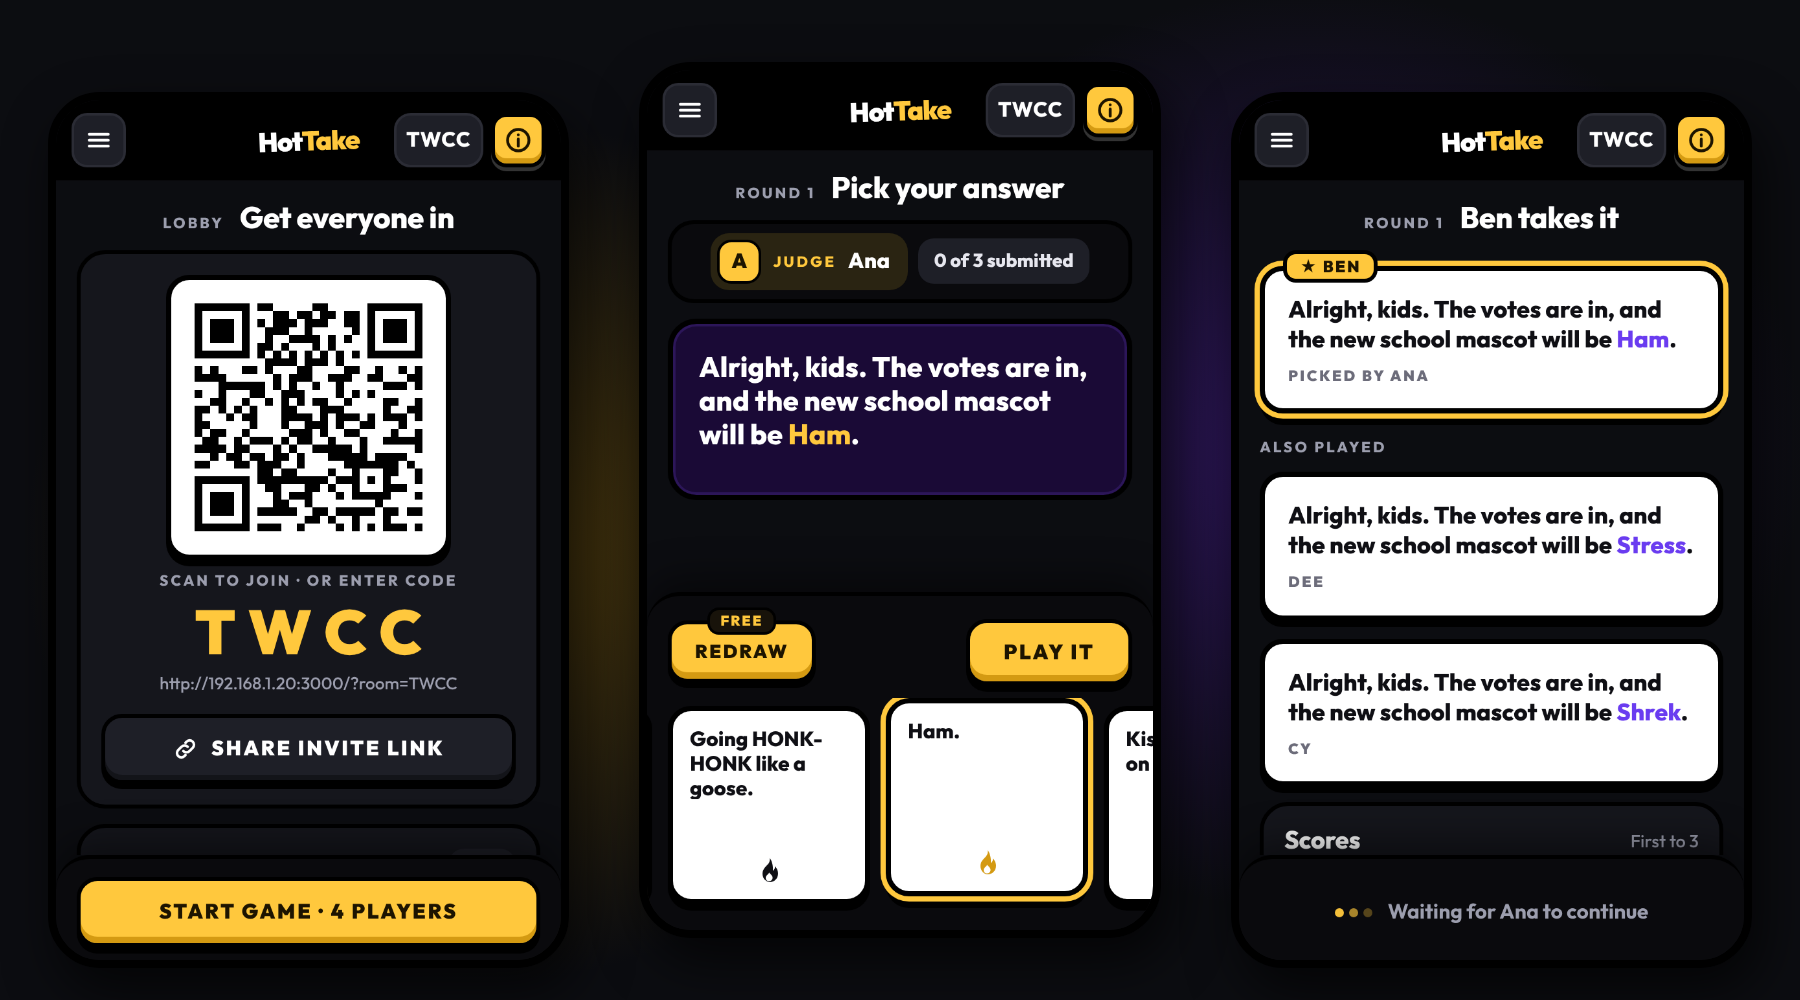 HotTake
TWCC
LOBBY Get everyone in
SCAN TO JOIN · OR ENTER CODE
TWCC
http://192.168.1.20:3000/?room=TWCC
SHARE INVITE LINK
START GAME · 4 PLAYERS
HotTake
TWCC
ROUND 1 Pick your answer
A JUDGE Ana
0 of 3 submitted
Alright, kids. The votes are in,
and the new school mascot
will be Ham.
FREE
REDRAW
PLAY IT
Going HONK-
HONK like a
goose.
Ham.
Kis
on
HotTake
TWCC
ROUND 1 Ben takes it
★ BEN
Alright, kids. The votes are in, and
the new school mascot will be Ham.
PICKED BY ANA
ALSO PLAYED
Alright, kids. The votes are in, and
the new school mascot will be Stress.
DEE
Alright, kids. The votes are in, and
the new school mascot will be Shrek.
CY
Scores
First to 3
Waiting for Ana to continue